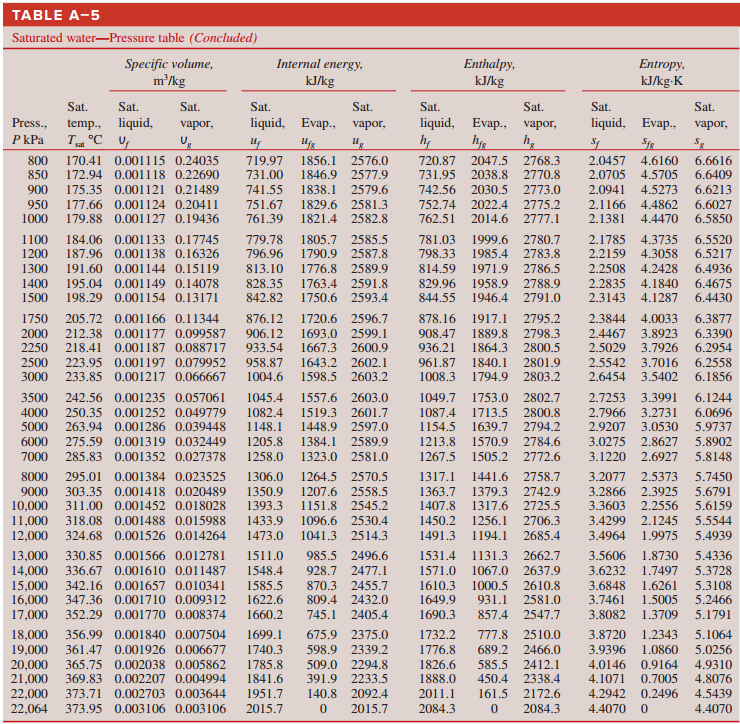 TABLE A–5
Saturated water—Pressure table (Concluded)
Specific volume, Internal energy, Enthalpy, Entropy,
m³/kg kJ/kg kJ/kg kJ/kg·K
Sat. Sat. Sat. Sat. Sat. Sat. Sat. Sat. Sat.
Press., temp., liquid, vapor, liquid, Evap., vapor, liquid, Evap., vapor, liquid, Evap., vapor,
P kPa Tsat °C υf υg uf ufg ug hf hfg hg sf sfg sg
800 170.41 0.001115 0.24035 719.97 1856.1 2576.0 720.87 2047.5 2768.3 2.0457 4.6160 6.6616
850 172.94 0.001118 0.22690 731.00 1846.9 2577.9 731.95 2038.8 2770.8 2.0705 4.5705 6.6409
900 175.35 0.001121 0.21489 741.55 1838.1 2579.6 742.56 2030.5 2773.0 2.0941 4.5273 6.6213
950 177.66 0.001124 0.20411 751.67 1829.6 2581.3 752.74 2022.4 2775.2 2.1166 4.4862 6.6027
1000 179.88 0.001127 0.19436 761.39 1821.4 2582.8 762.51 2014.6 2777.1 2.1381 4.4470 6.5850
1100 184.06 0.001133 0.17745 779.78 1805.7 2585.5 781.03 1999.6 2780.7 2.1785 4.3735 6.5520
1200 187.96 0.001138 0.16326 796.96 1790.9 2587.8 798.33 1985.4 2783.8 2.2159 4.3058 6.5217
1300 191.60 0.001144 0.15119 813.10 1776.8 2589.9 814.59 1971.9 2786.5 2.2508 4.2428 6.4936
1400 195.04 0.001149 0.14078 828.35 1763.4 2591.8 829.96 1958.9 2788.9 2.2835 4.1840 6.4675
1500 198.29 0.001154 0.13171 842.82 1750.6 2593.4 844.55 1946.4 2791.0 2.3143 4.1287 6.4430
1750 205.72 0.001166 0.11344 876.12 1720.6 2596.7 878.16 1917.1 2795.2 2.3844 4.0033 6.3877
2000 212.38 0.001177 0.099587 906.12 1693.0 2599.1 908.47 1889.8 2798.3 2.4467 3.8923 6.3390
2250 218.41 0.001187 0.088717 933.54 1667.3 2600.9 936.21 1864.3 2800.5 2.5029 3.7926 6.2954
2500 223.95 0.001197 0.079952 958.87 1643.2 2602.1 961.87 1840.1 2801.9 2.5542 3.7016 6.2558
3000 233.85 0.001217 0.066667 1004.6 1598.5 2603.2 1008.3 1794.9 2803.2 2.6454 3.5402 6.1856
3500 242.56 0.001235 0.057061 1045.4 1557.6 2603.0 1049.7 1753.0 2802.7 2.7253 3.3991 6.1244
4000 250.35 0.001252 0.049779 1082.4 1519.3 2601.7 1087.4 1713.5 2800.8 2.7966 3.2731 6.0696
5000 263.94 0.001286 0.039448 1148.1 1448.9 2597.0 1154.5 1639.7 2794.2 2.9207 3.0530 5.9737
6000 275.59 0.001319 0.032449 1205.8 1384.1 2589.9 1213.8 1570.9 2784.6 3.0275 2.8627 5.8902
7000 285.83 0.001352 0.027378 1258.0 1323.0 2581.0 1267.5 1505.2 2772.6 3.1220 2.6927 5.8148
8000 295.01 0.001384 0.023525 1306.0 1264.5 2570.5 1317.1 1441.6 2758.7 3.2077 2.5373 5.7450
9000 303.35 0.001418 0.020489 1350.9 1207.6 2558.5 1363.7 1379.3 2742.9 3.2866 2.3925 5.6791
10,000 311.00 0.001452 0.018028 1393.3 1151.8 2545.2 1407.8 1317.6 2725.5 3.3603 2.2556 5.6159
11,000 318.08 0.001488 0.015988 1433.9 1096.6 2530.4 1450.2 1256.1 2706.3 3.4299 2.1245 5.5544
12,000 324.68 0.001526 0.014264 1473.0 1041.3 2514.3 1491.3 1194.1 2685.4 3.4964 1.9975 5.4939
13,000 330.85 0.001566 0.012781 1511.0 985.5 2496.6 1531.4 1131.3 2662.7 3.5606 1.8730 5.4336
14,000 336.67 0.001610 0.011487 1548.4 928.7 2477.1 1571.0 1067.0 2637.9 3.6232 1.7497 5.3728
15,000 342.16 0.001657 0.010341 1585.5 870.3 2455.7 1610.3 1000.5 2610.8 3.6848 1.6261 5.3108
16,000 347.36 0.001710 0.009312 1622.6 809.4 2432.0 1649.9 931.1 2581.0 3.7461 1.5005 5.2466
17,000 352.29 0.001770 0.008374 1660.2 745.1 2405.4 1690.3 857.4 2547.7 3.8082 1.3709 5.1791
18,000 356.99 0.001840 0.007504 1699.1 675.9 2375.0 1732.2 777.8 2510.0 3.8720 1.2343 5.1064
19,000 361.47 0.001926 0.006677 1740.3 598.9 2339.2 1776.8 689.2 2466.0 3.9396 1.0860 5.0256
20,000 365.75 0.002038 0.005862 1785.8 509.0 2294.8 1826.6 585.5 2412.1 4.0146 0.9164 4.9310
21,000 369.83 0.002207 0.004994 1841.6 391.9 2233.5 1888.0 450.4 2338.4 4.1071 0.7005 4.8076
22,000 373.71 0.002703 0.003644 1951.7 140.8 2092.4 2011.1 161.5 2172.6 4.2942 0.2496 4.5439
22,064 373.95 0.003106 0.003106 2015.7 0 2015.7 2084.3 0 2084.3 4.4070 0 4.4070